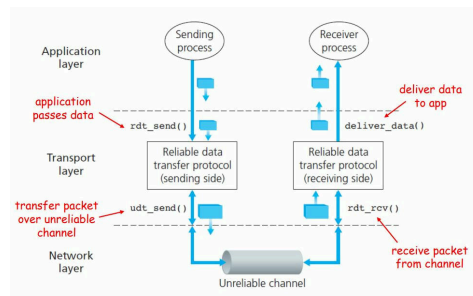 Sending
process
Receiver
process
Application
layer
application
passes data
deliver data
to app
rdt_send()
deliver_data()
Transport
layer
Reliable data
transfer protocol
(sending side)
Reliable data
transfer protocol
(receiving side)
transfer packet
over unreliable
channel
udt_send()
rdt_rcv()
receive packet
from channel
Network
layer
Unreliable channel